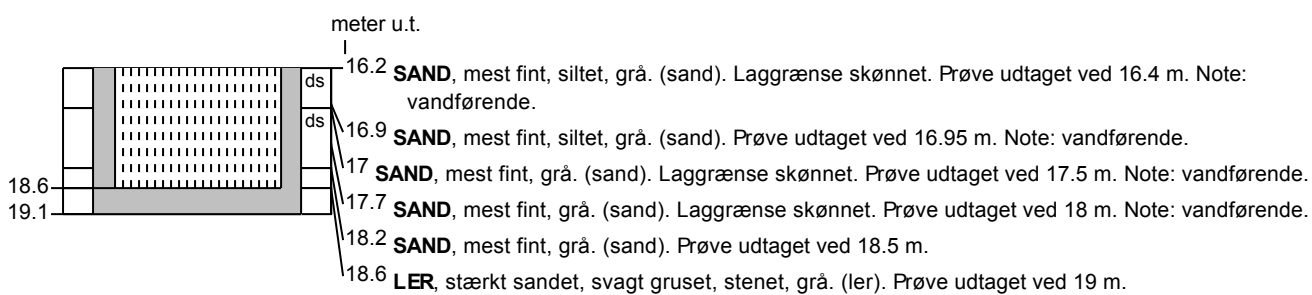 meter u.t.
16.2 SAND, mest fint, siltet, grå. (sand). Laggrænse skønnet. Prøve udtaget ved 16.4 m. Note:
vandførende.
ds
ds
16.9 SAND, mest fint, siltet, grå. (sand). Prøve udtaget ved 16.95 m. Note: vandførende.
17 SAND, mest fint, grå. (sand). Laggrænse skønnet. Prøve udtaget ved 17.5 m. Note: vandførende.
18.6
17.7 SAND, mest fint, grå. (sand). Laggrænse skønnet. Prøve udtaget ved 18 m. Note: vandførende.
19.1
18.2 SAND, mest fint, grå. (sand). Prøve udtaget ved 18.5 m.
18.6 LER, stærkt sandet, svagt gruset, stenet, grå. (ler). Prøve udtaget ved 19 m.